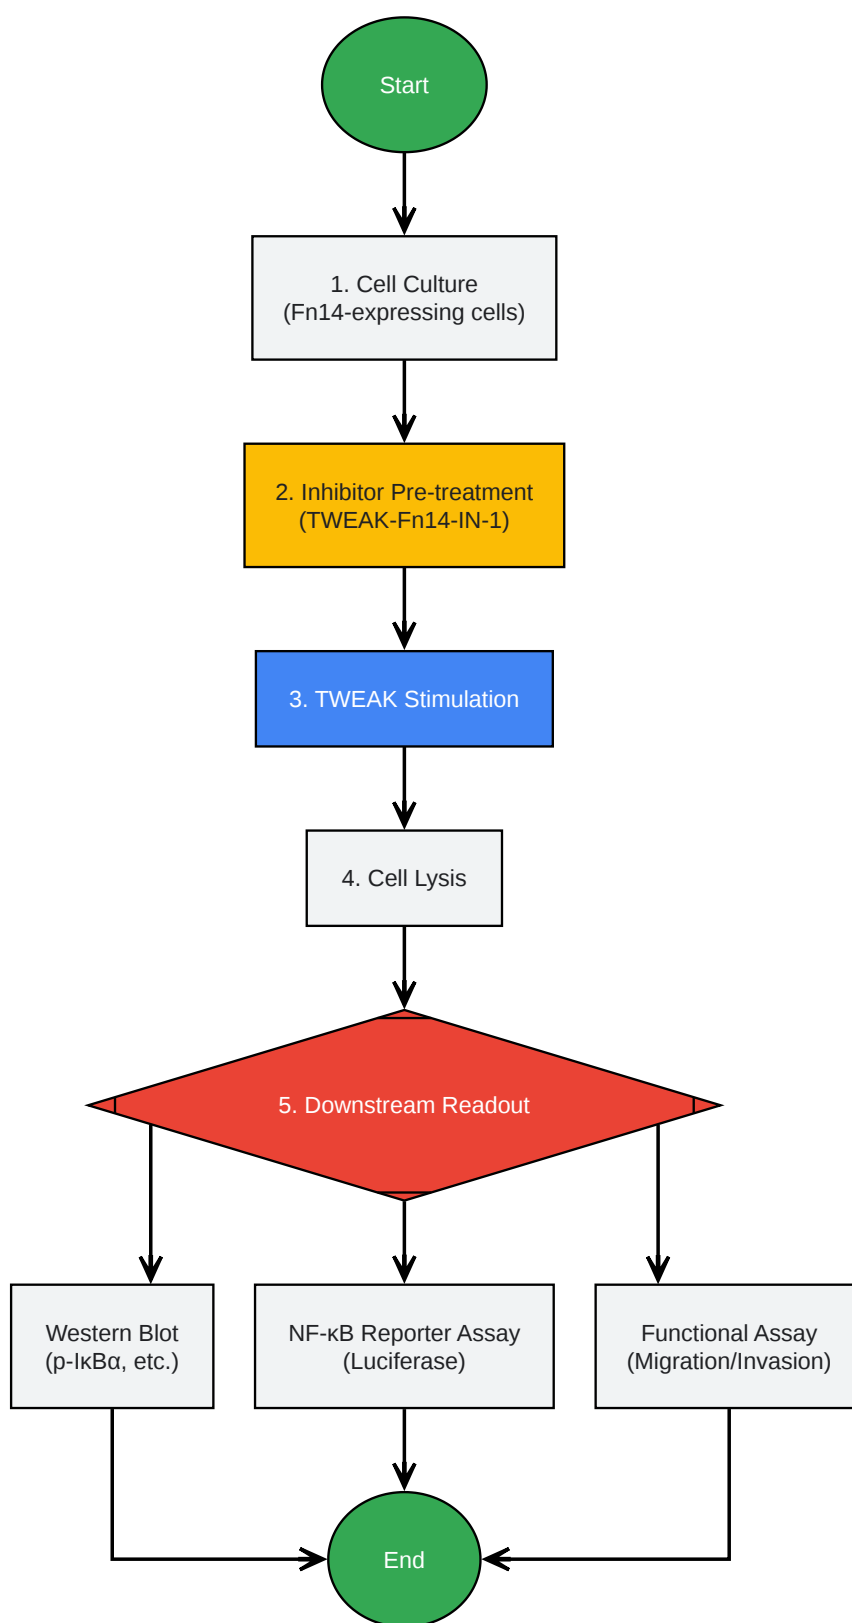 Start
1. Cell Culture
(Fn14-expressing cells)
2. Inhibitor Pre-treatment
(TWEAK-Fn14-IN-1)
3. TWEAK Stimulation
4. Cell Lysis
5. Downstream Readout
Western Blot
(p-IκBα, etc.)
NF-κB Reporter Assay
(Luciferase)
Functional Assay
(Migration/Invasion)
End